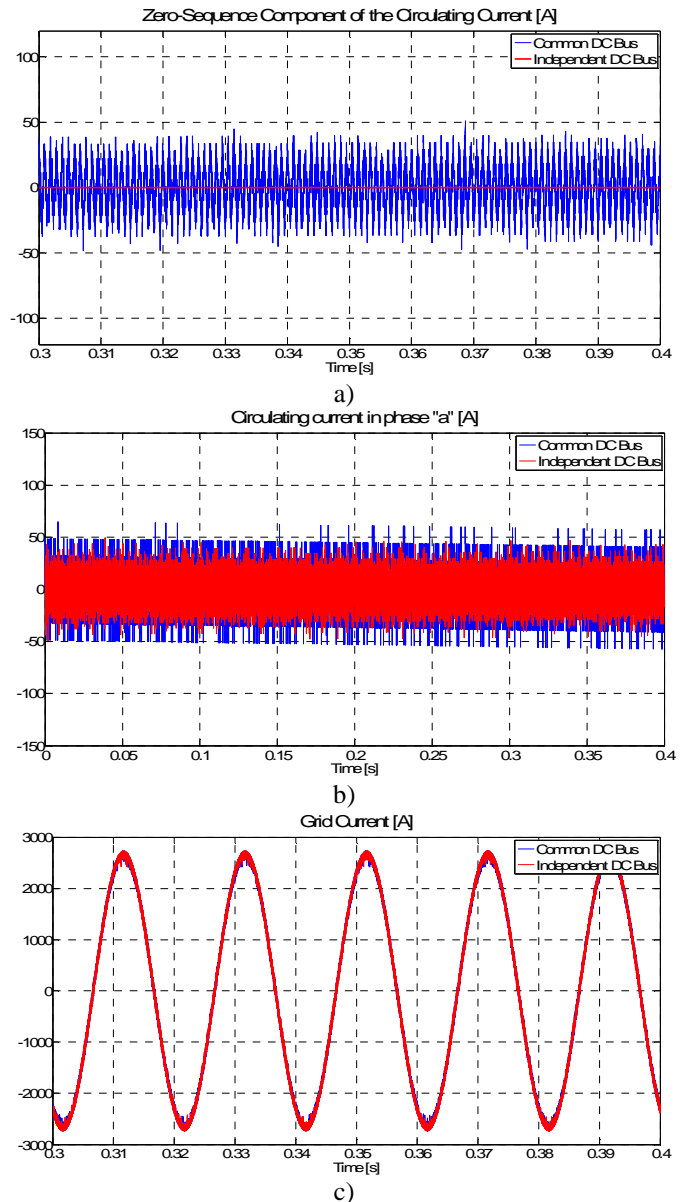 Zero-Sequence Component of the Circulating Current [A]
Common DC Bus
Independent DC Bus
100
50
0
-50
-100
0.3 0.31 0.32 0.33 0.34 0.35 0.36 0.37 0.38 0.39 0.4
Time [s]
a)
Circulating current in phase "a" [A]
Common DC Bus
Independent DC Bus
150
100
50
0
-50
-100
-150
0 0.05 0.1 0.15 0.2 0.25 0.3 0.35 0.4
Time [s]
b)
Grid Current [A]
Common DC Bus
Independent DC Bus
3000
2000
1000
0
-1000
-2000
-3000
0.3 0.31 0.32 0.33 0.34 0.35 0.36 0.37 0.38 0.39 0.4
Time [s]
c)